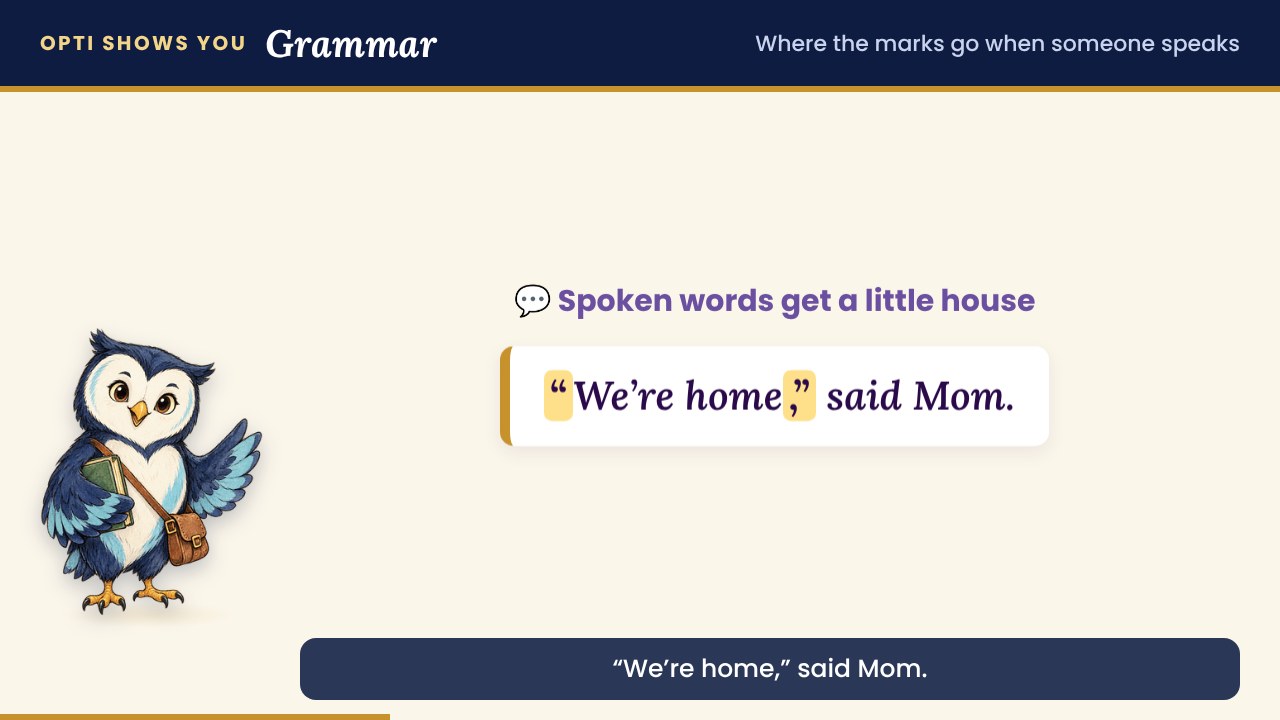 OPTI SHOWS YOU Grammar
Where the marks go when someone speaks
💬 Spoken words get a little house
“We’re home,” said Mom.
“We’re home,” said Mom.